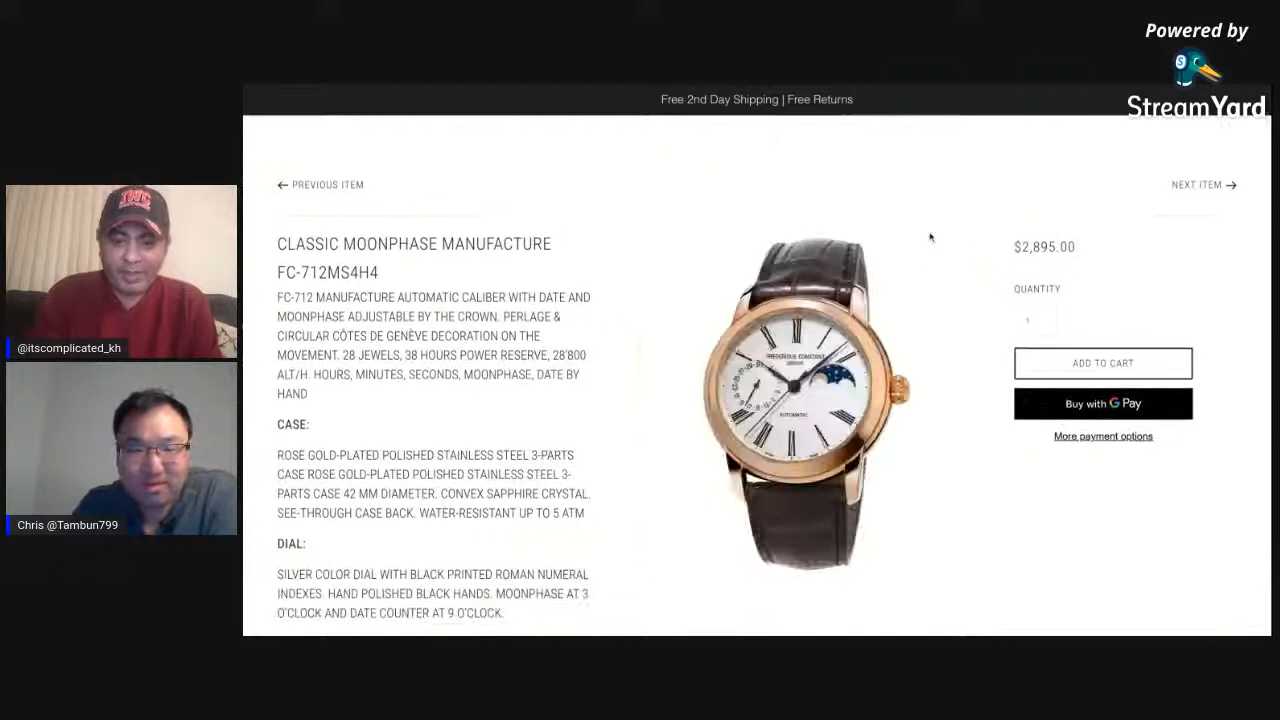 Powered by
StreamYard
Free 2nd Day Shipping | Free Returns
← PREVIOUS ITEM
NEXT ITEM →
CLASSIC MOONPHASE MANUFACTURE
FC-712MS4H4
FC-712 MANUFACTURE AUTOMATIC CALIBER WITH DATE AND
MOONPHASE ADJUSTABLE BY THE CROWN. PERLAGE &
CIRCULAR CÔTES DE GENÈVE DECORATION ON THE
MOVEMENT. 28 JEWELS, 38 HOURS POWER RESERVE, 28'800
ALT/H. HOURS, MINUTES, SECONDS, MOONPHASE, DATE BY
HAND
CASE:
ROSE GOLD-PLATED POLISHED STAINLESS STEEL 3-PARTS
CASE ROSE GOLD-PLATED POLISHED STAINLESS STEEL 3-
PARTS CASE 42 MM DIAMETER. CONVEX SAPPHIRE CRYSTAL.
SEE-THROUGH CASE BACK. WATER-RESISTANT UP TO 5 ATM
DIAL:
SILVER COLOR DIAL WITH BLACK PRINTED ROMAN NUMERAL
INDEXES. HAND POLISHED BLACK HANDS. MOONPHASE AT 3
O'CLOCK AND DATE COUNTER AT 9 O'CLOCK.
FREDERIQUE CONSTANT
AUTOMATIC
$2,895.00
QUANTITY
1
ADD TO CART
Buy with G Pay
More payment options
IWC
@itscomplicated_kh
Chris @Tambun799